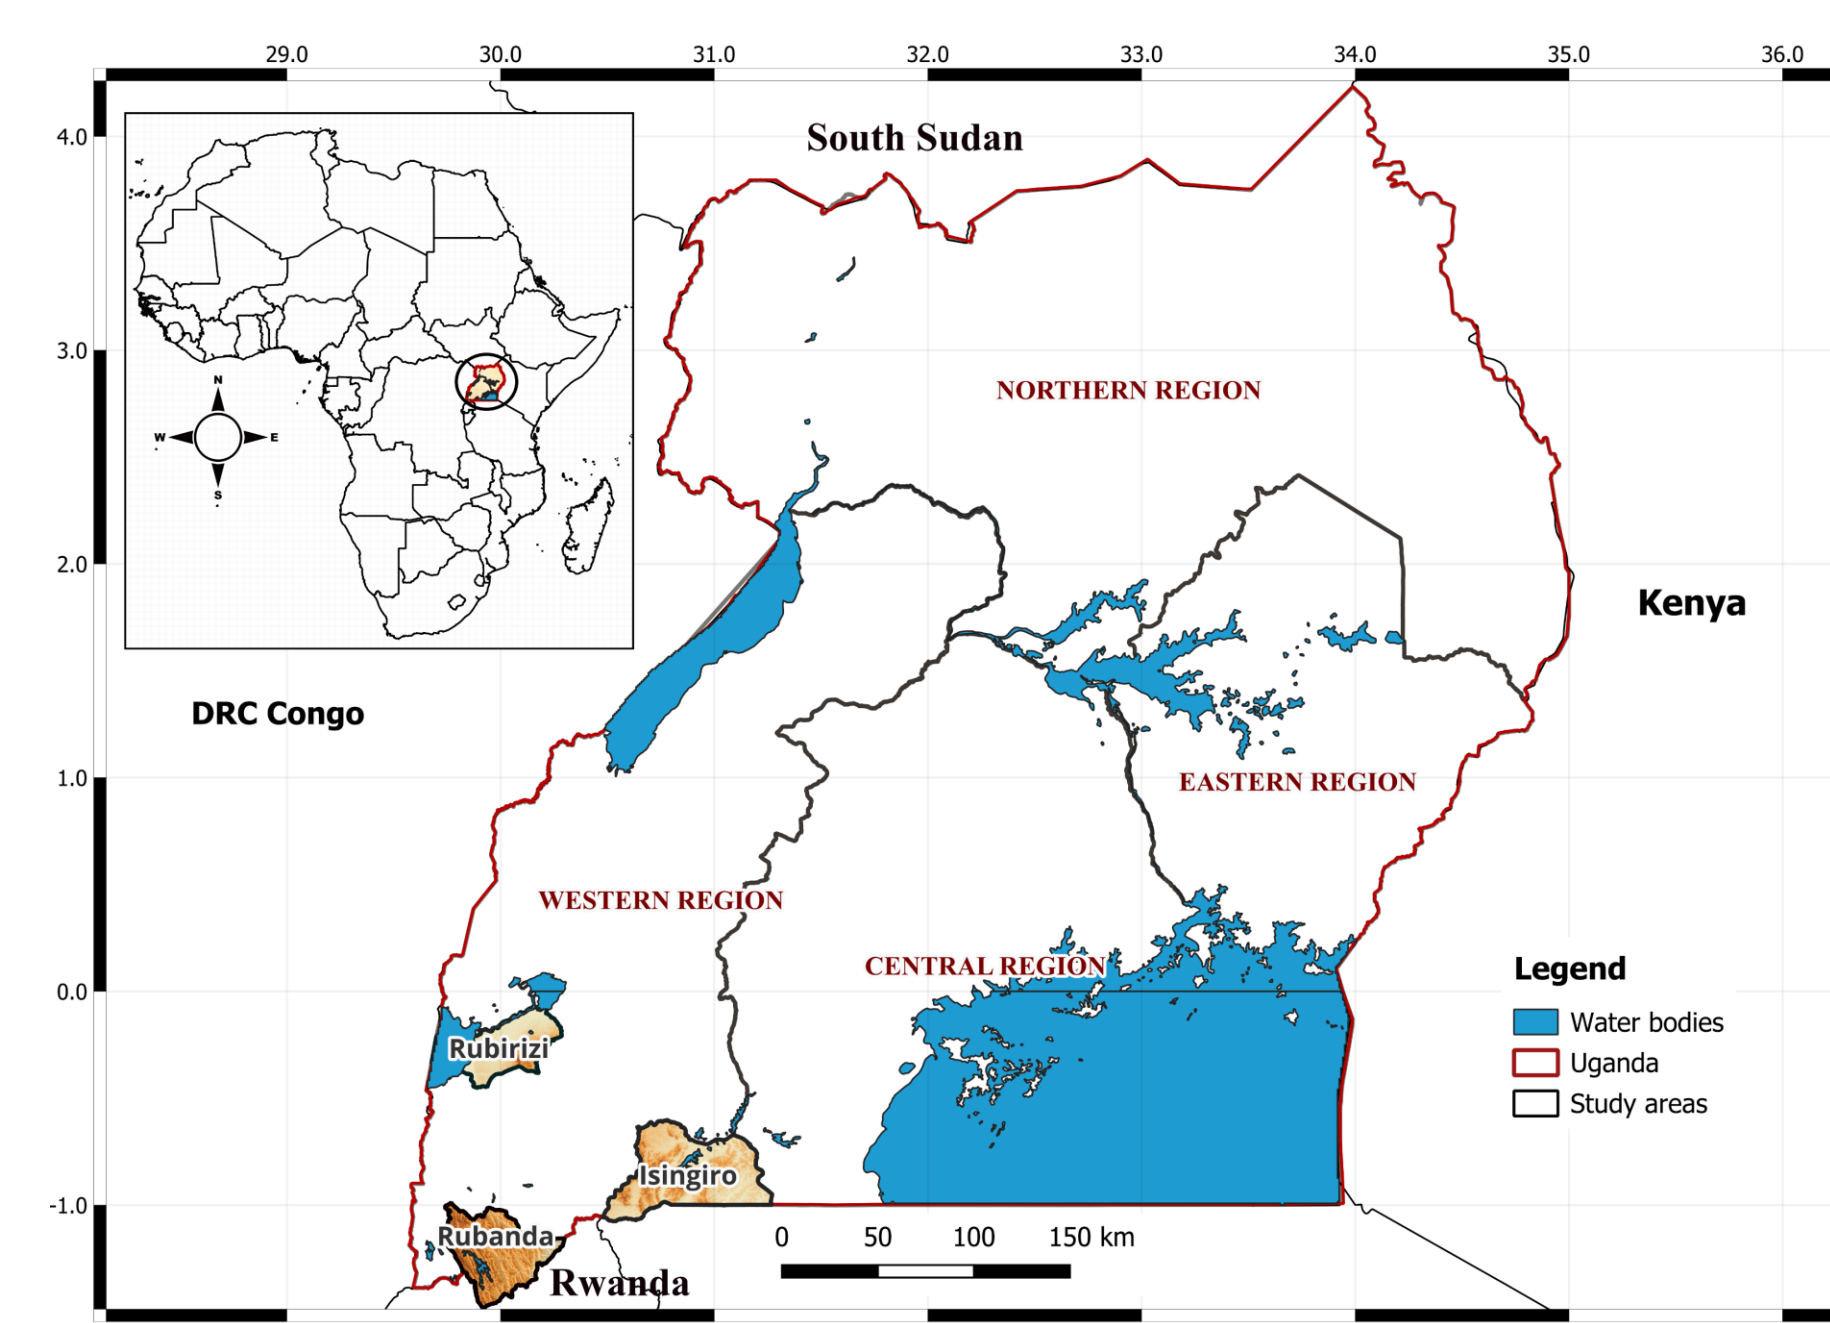 29.0 30.0 31.0 32.0 33.0 34.0 35.0 36.0
4.0
3.0
2.0
1.0
0.0
-1.0
N
W E
S
South Sudan
NORTHERN REGION
Kenya
DRC Congo
EASTERN REGION
WESTERN REGION
CENTRAL REGION
Rubirizi
Isingiro
Rubanda
Rwanda
0 50 100 150 km
Legend
Water bodies
Uganda
Study areas